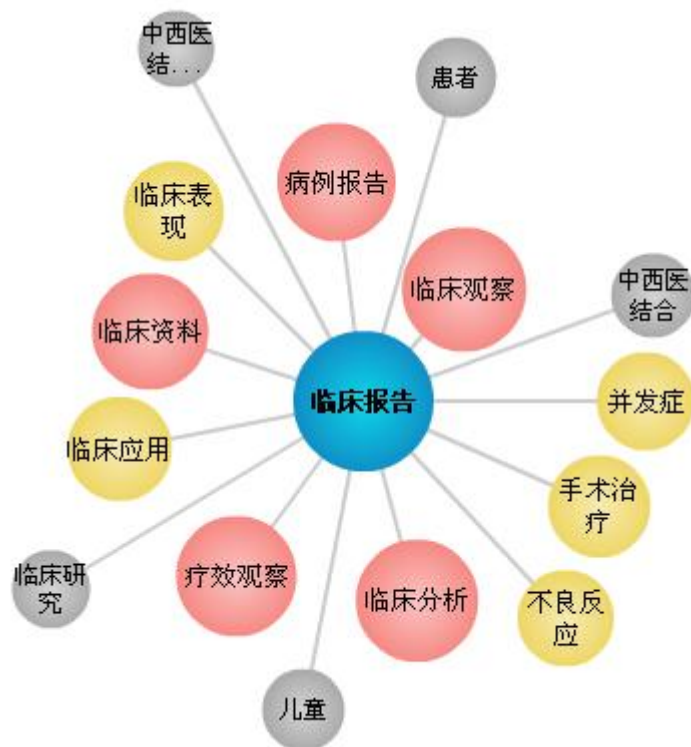 中西医
结...
患者
病例报告
临床表
现
临床观察
中西医
结合
临床资料
临床报告
并发症
临床应用
手术治
疗
临床研
究
疗效观察
临床分析
不良反
应
儿童